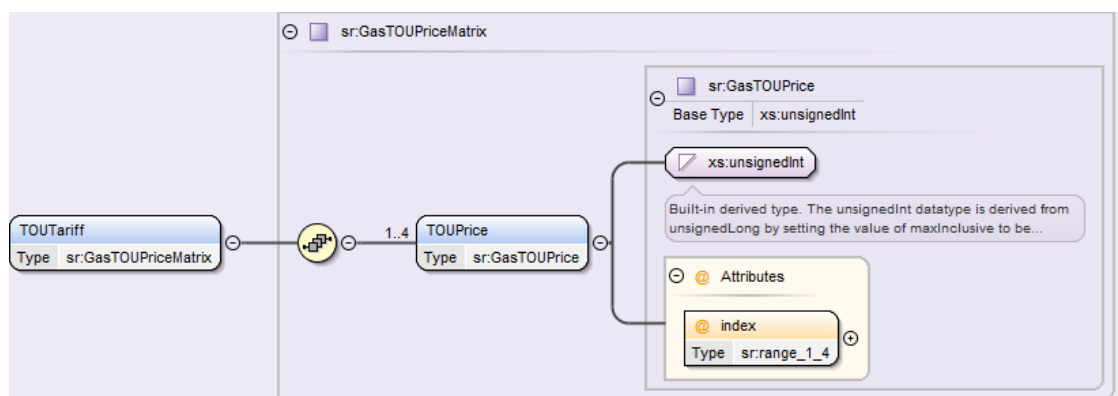 sr:GasTOUPriceMatrix
sr:GasTOUPrice
Base Type xs:unsignedInt
xs:unsignedInt
Built-in derived type. The unsignedInt datatype is derived from
unsignedLong by setting the value of maxInclusive to be...
TOUTariff
Type sr:GasTOUPriceMatrix
1..4
TOUPrice
Type sr:GasTOUPrice
@ Attributes
@ index
Type sr:range_1_4